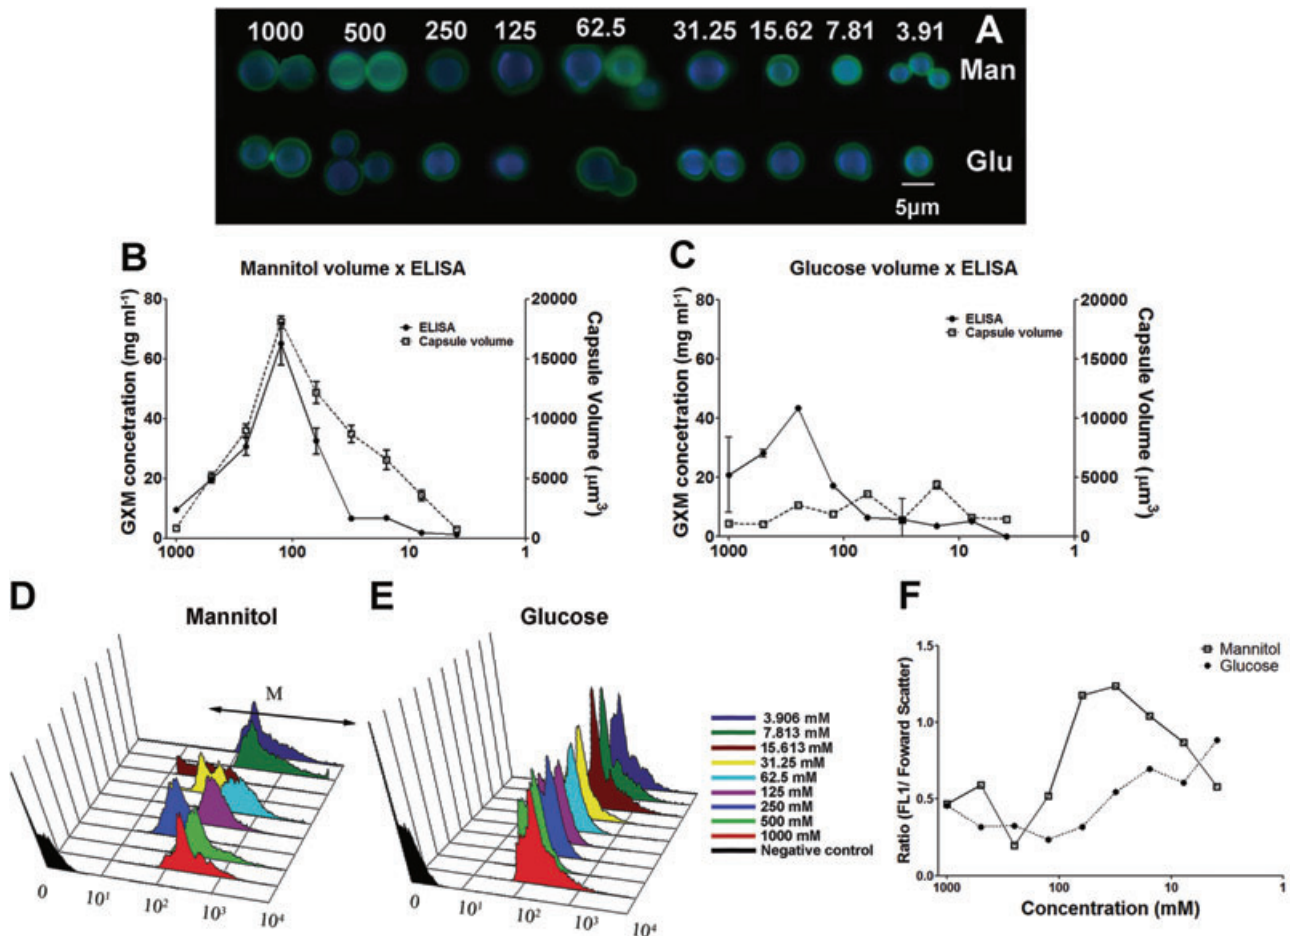 A
1000 500 250 125 62.5 31.25 15.62 7.81 3.91
Man
Glu
5µm
B
Mannitol volume x ELISA
GXM concetration (mg ml-1)
80
60
40
20
0
1000 100 10 1
20000
15000
10000
5000
0
Capsule Volume (µm3)
ELISA
Capsule volume
C
Glucose volume x ELISA
GXM concetration (mg ml-1)
80
60
40
20
0
1000 100 10 1
20000
15000
10000
5000
0
Capsule Volume (µm3)
ELISA
Capsule volume
D
Mannitol
M
0 10¹ 10² 10³ 10⁴
E
Glucose
0 10¹ 10² 10³ 10⁴
3.906 mM
7.813 mM
15.613 mM
31.25 mM
62.5 mM
125 mM
250 mM
500 mM
1000 mM
Negative control
F
Ratio (FL1/ Foward Scatter)
1.5
1.0
0.5
0.0
1000 100 10 1
Concentration (mM)
Mannitol
Glucose